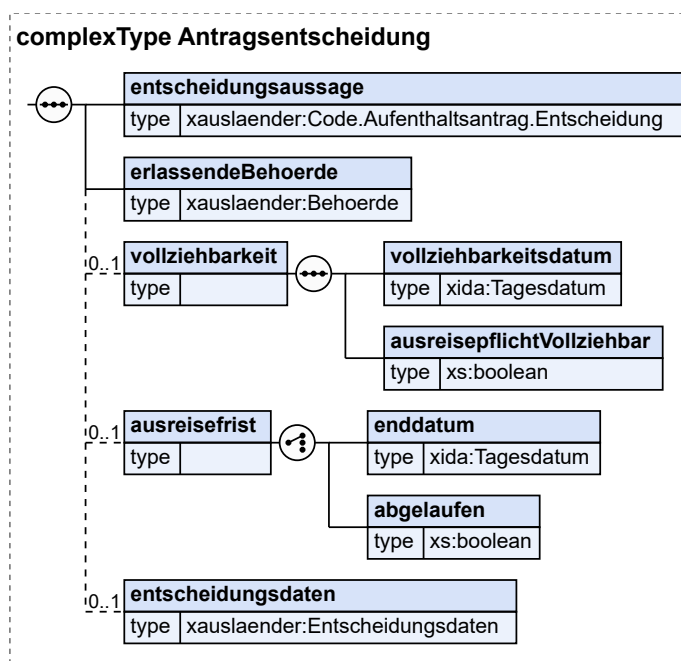 complexType Antragsentscheidung
entscheidungsaussage
type xauslaender:Code.Aufenthaltsantrag.Entscheidung
erlassendeBehoerde
type xauslaender:Behoerde
0..1 vollziehbarkeit
type
vollziehbarkeitsdatum
type xida:Tagesdatum
ausreisepflichtVollziehbar
type xs:boolean
0..1 ausreisefrist
type
enddatum
type xida:Tagesdatum
abgelaufen
type xs:boolean
0..1 entscheidungsdaten
type xauslaender:Entscheidungsdaten